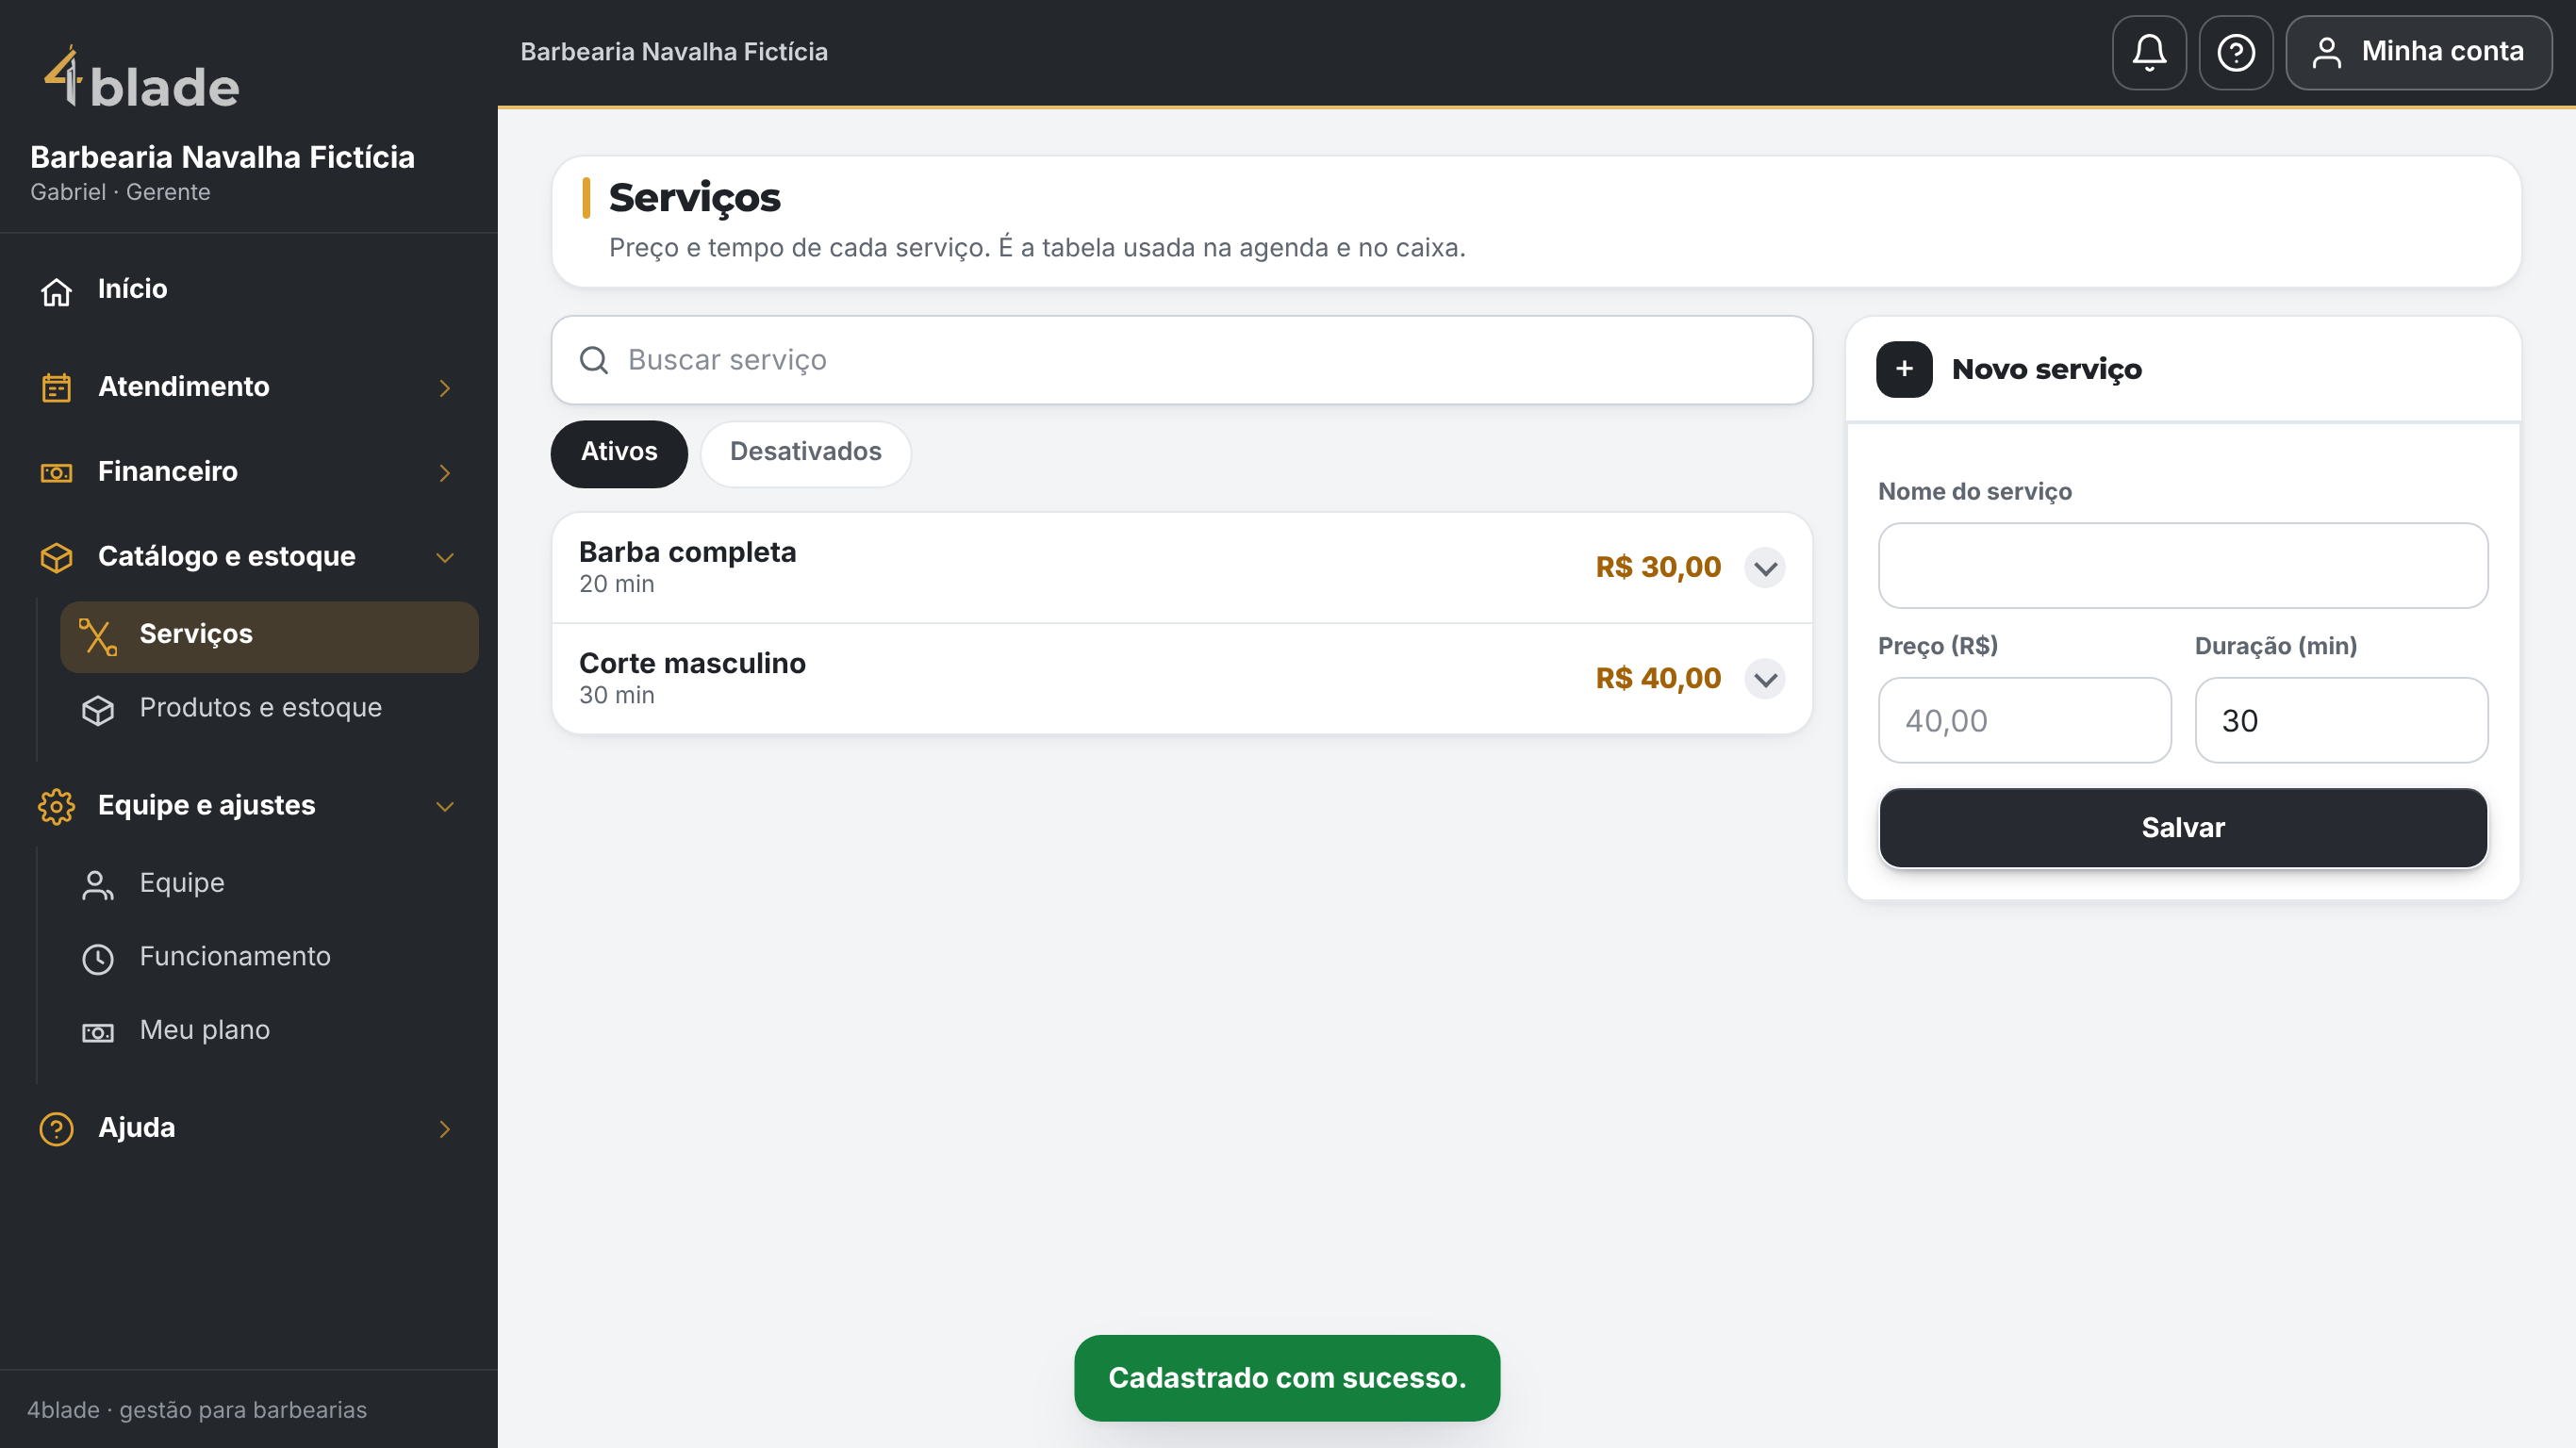 4blade
Barbearia Navalha Fictícia
Gabriel · Gerente
Início
Atendimento
Financeiro
Catálogo e estoque
Serviços
Produtos e estoque
Equipe e ajustes
Equipe
Funcionamento
Meu plano
Ajuda
4blade · gestão para barbearias
Barbearia Navalha Fictícia
Minha conta
Serviços
Preço e tempo de cada serviço. É a tabela usada na agenda e no caixa.
Buscar serviço
Ativos
Desativados
Barba completa
20 min
R$ 30,00
Corte masculino
30 min
R$ 40,00
+ Novo serviço
Nome do serviço
Preço (R$)
Duração (min)
40,00
30
Salvar
Cadastrado com sucesso.